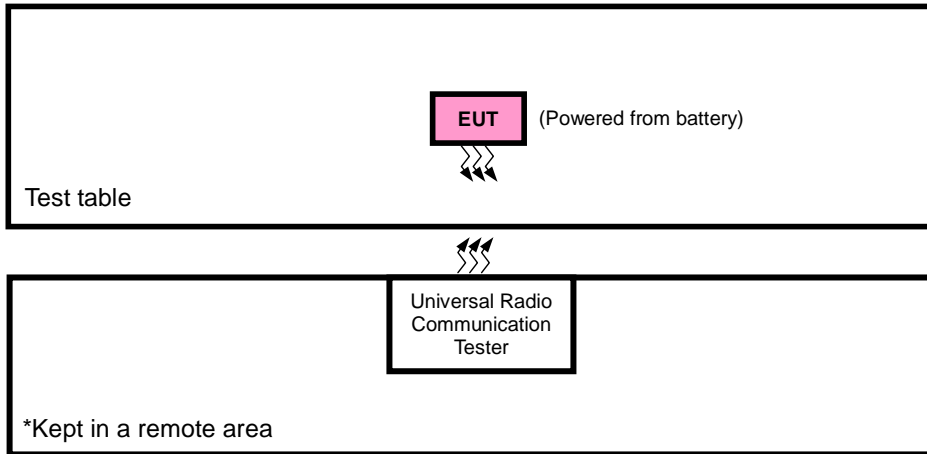 EUT
(Powered from battery)
Test table
Universal Radio
Communication
Tester
*Kept in a remote area